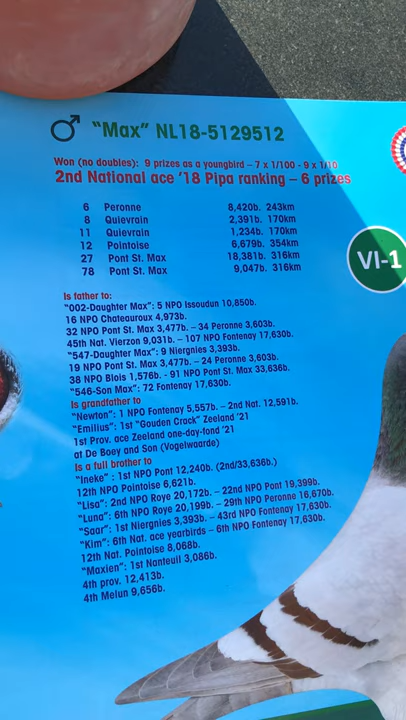 ♂ "Max" NL18-5129512
Won (no doubles): 9 prizes as a youngbird – 7 x 1/100 - 9 x 1/10
2nd National ace '18 Pipa ranking – 6 prizes
6 Peronne 8,420b. 243km
8 Quievrain 2,391b. 170km
11 Quievrain 1,234b. 170km
12 Pointoise 6,679b. 354km
27 Pont St. Max 18,381b. 316km
78 Pont St. Max 9,047b. 316km
VI-1
Is father to:
"002-Daughter Max": 5 NPO Issoudun 10,850b.
16 NPO Chateauroux 4,973b.
32 NPO Pont St. Max 3,477b. – 34 Peronne 3,603b.
45th Nat. Vierzon 9,031b. – 107 NPO Fontenay 17,630b.
"547-Daughter Max": 9 Niergnies 3,393b.
19 NPO Pont St. Max 3,477b. – 24 Peronne 3,603b.
38 NPO Blois 1,576b. - 91 NPO Pont St. Max 33,636b.
"546-Son Max": 72 Fontenay 17,630b.
Is grandfather to
"Newton": 1 NPO Fontenay 5,557b. – 2nd Nat. 12,591b.
"Emilius": 1st "Gouden Crack" Zeeland '21
1st Prov. ace Zeeland one-day-fond '21
at De Boey and Son (Vogelwaarde)
Is a full brother to
"Ineke" : 1st NPO Pont 12,240b. (2nd/33,636b.)
12th NPO Pointoise 6,621b.
"Lisa": 2nd NPO Roye 20,172b. – 22nd NPO Pont 19,399b.
"Luna": 6th NPO Roye 20,199b. – 29th NPO Peronne 16,670b.
"Saar": 1st Niergnies 3,393b. – 43rd NPO Fontenay 17,630b.
"Kim": 6th Nat. ace yearbirds – 6th NPO Fontenay 17,630b.
12th Nat. Pointoise 8,068b.
"Maxien": 1st Nanteuil 3,086b.
4th prov. 12,413b.
4th Melun 9,656b.